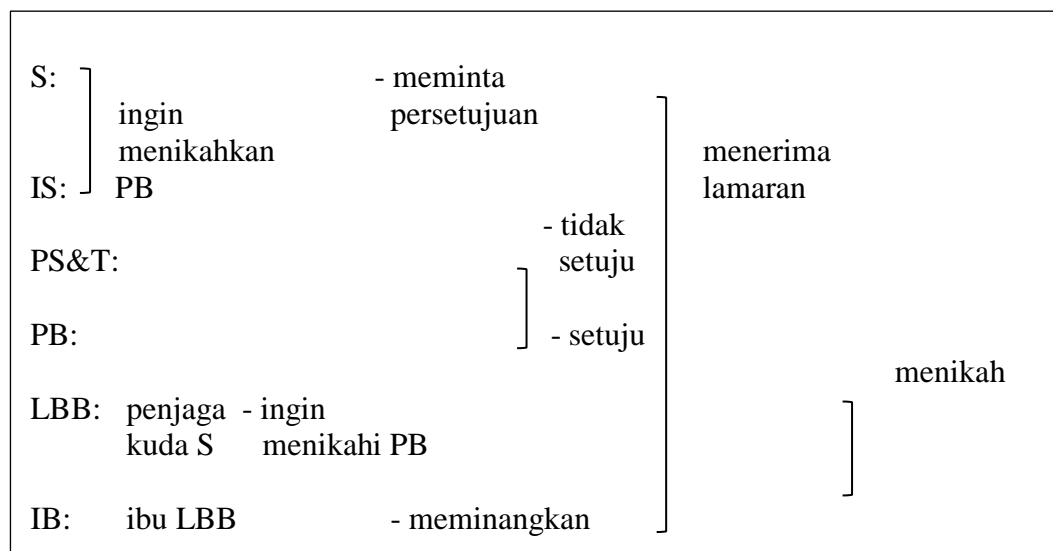 S: - meminta
ingin persetujuan
menikahkan menerima
IS: PB lamaran
- tidak
PS&T: setuju
PB: - setuju
menikah
LBB: penjaga - ingin
kuda S menikahi PB
IB: ibu LBB - meminangkan